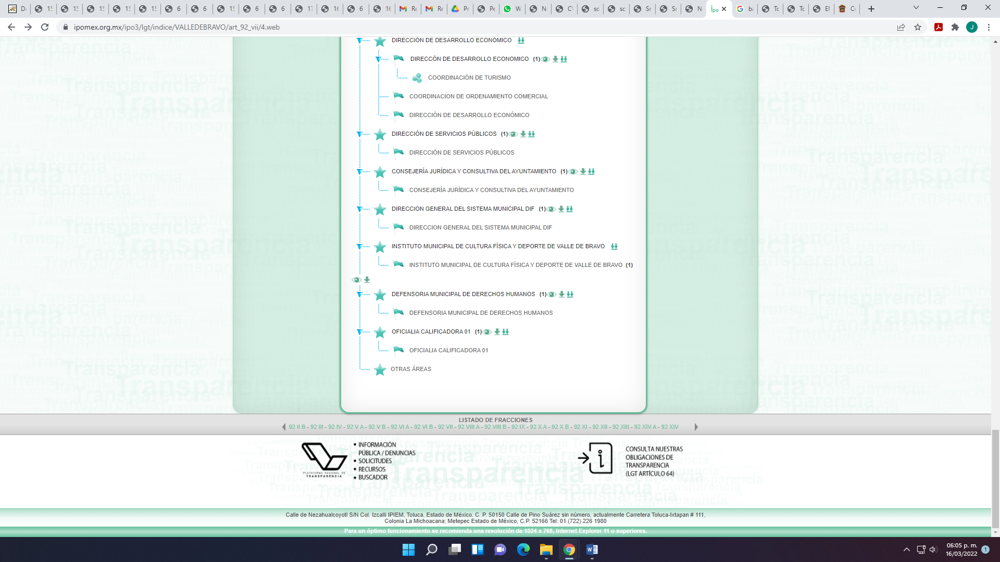 ipomex.org.mx/ipo3/lgt/indice/VALLEDEBRAVO/art_92_vii/4.web
J
DIRECCIÓN DE DESARROLLO ECONÓMICO
DIRECCÓN DE DESARROLLO ECONOMICO (1)
COORDINACIÓN DE TURISMO
COORDINACION DE ORDENAMIENTO COMERCIAL
DIRECCIÓN DE DESARROLLO ECONÓMICO
DIRECCIÓN DE SERVICIOS PÚBLICOS (1)
DIRECCIÓN DE SERVICIOS PÚBLICOS
CONSEJERÍA JURÍDICA Y CONSULTIVA DEL AYUNTAMIENTO (1)
CONSEJERÍA JURÍDICA Y CONSULTIVA DEL AYUNTAMIENTO
DIRECCION GENERAL DEL SISTEMA MUNICIPAL DIF (1)
DIRECCION GENERAL DEL SISTEMA MUNICIPAL DIF
INSTITUTO MUNICIPAL DE CULTURA FÍSICA Y DEPORTE DE VALLE DE BRAVO
INSTITUTO MUNICIPAL DE CULTURA FÍSICA Y DEPORTE DE VALLE DE BRAVO (1)
DEFENSORIA MUNICIPAL DE DERECHOS HUMANOS (1)
DEFENSORIA MUNICIPAL DE DERECHOS HUMANOS
OFICIALIA CALIFICADORA 01 (1)
OFICIALIA CALIFICADORA 01
OTRAS ÁREAS
LISTADO DE FRACCIONES
92 II B - 92 III - 92 IV - 92 V A - 92 V B - 92 VI A - 92 VI B - 92 VII - 92 VIII A - 92 VIII B - 92 IX - 92 X A - 92 X B - 92 XI - 92 XII - 92 XIII - 92 XIV A - 92 XIV
PLATAFORMA NACIONAL DE
TRANSPARENCIA
• INFORMACIÓN
PÚBLICA / DENUNCIAS
• SOLICITUDES
• RECURSOS
• BUSCADOR
CONSULTA NUESTRAS
OBLIGACIONES DE
TRANSPARENCIA
(LGT ARTÍCULO 64)
Calle de Nezahualcoyotl S/N Col. Izcalli IPIEM, Toluca, Estado de México. C. P. 50150 Calle de Pino Suárez sin número, actualmente Carretera Toluca-Ixtapan # 111,
Colonia La Michoacana; Metepec Estado de México, C.P. 52166 Tel: 01 (722) 226 1980
Para un óptimo funcionamiento se recomienda una resolución de 1024 x 768, Internet Explorer 11 o superiores.
06:05 p. m.
16/03/2022
1